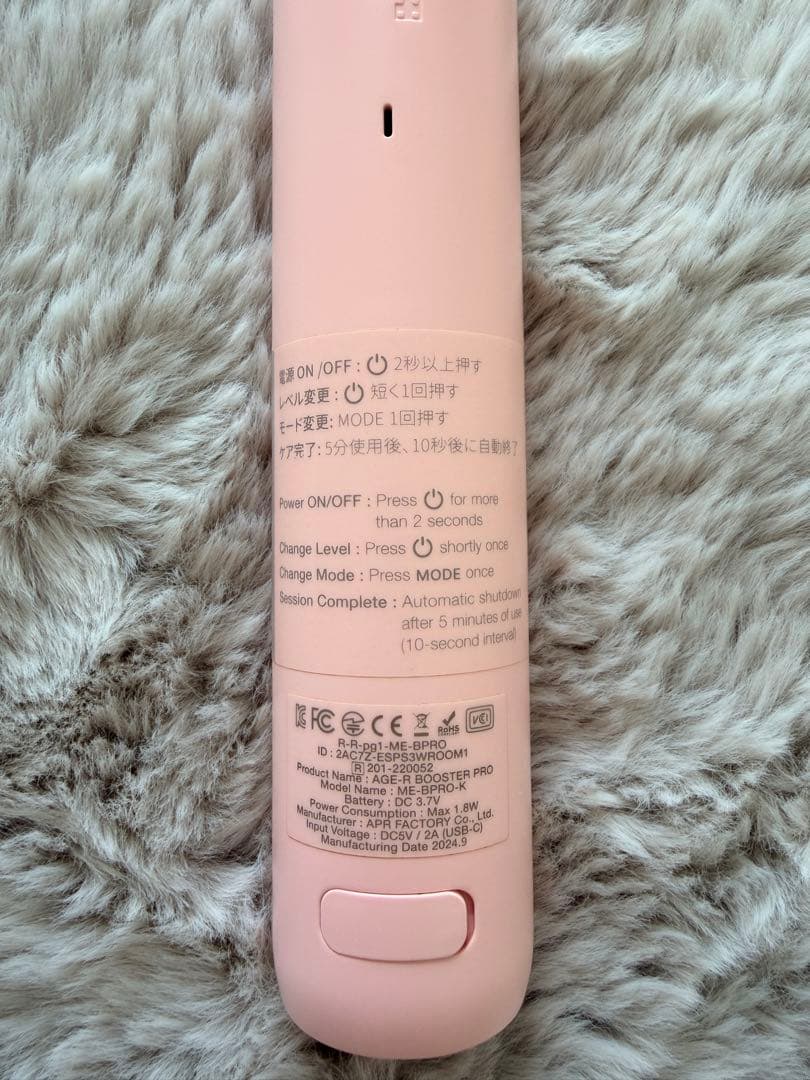 電源 ON /OFF : 2秒以上押す
レベル変更 : 短く1回押す
モード変更: MODE 1回押す
ケア完了: 5分使用後、10秒後に自動終了
Power ON/OFF : Press for more
than 2 seconds
Change Level : Press shortly once
Change Mode : Press MODE once
Session Complete : Automatic shutdown
after 5 minutes of use
(10-second interval)
FC CE RoHS VCI
R-R-pg1-ME-BPRO
ID : 2AC7Z-ESPS3WROOM1
R 201-220052
Product Name : AGE-R BOOSTER PRO
Model Name : ME-BPRO-K
Battery : DC 3.7V
Power Consumption : Max 1.8W
Manufacturer : APR FACTORY Co., Ltd.
Input Voltage : DC5V / 2A (USB-C)
Manufacturing Date 2024.9